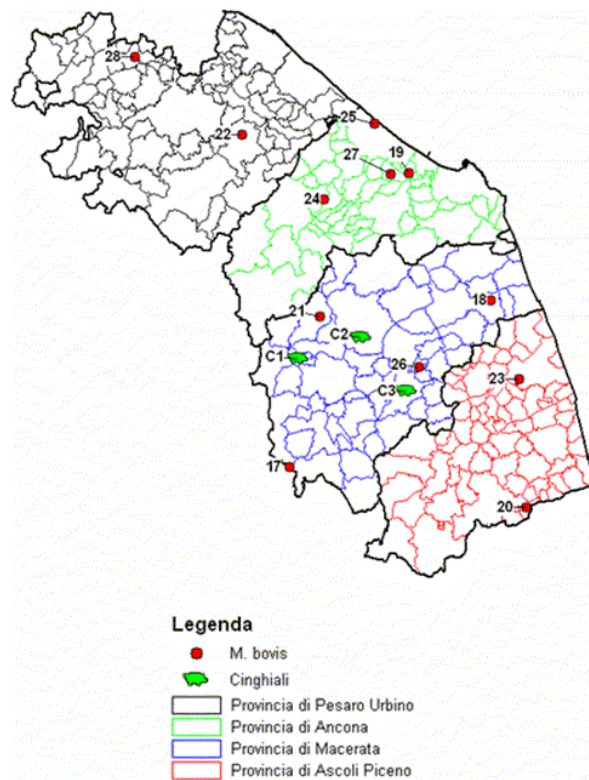 28
25
22
27 19
24
18
21
C2
C1
26
23
C3
17
20
Legenda
M. bovis
Cinghiali
Provincia di Pesaro Urbino
Provincia di Ancona
Provincia di Macerata
Provincia di Ascoli Piceno